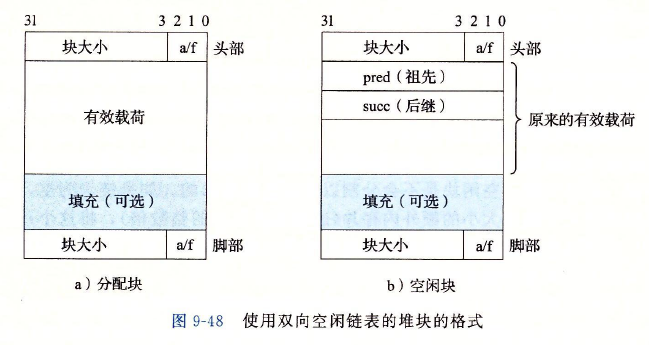 31 3 2 1 0
块大小 a/f 头部
有效载荷
填充（可选）
块大小 a/f 脚部
a）分配块
31 3 2 1 0
块大小 a/f 头部
pred（祖先）
succ（后继）
原来的有效载荷
填充（可选）
块大小 a/f 脚部
b）空闲块
图 9-48 使用双向空闲链表的堆块的格式